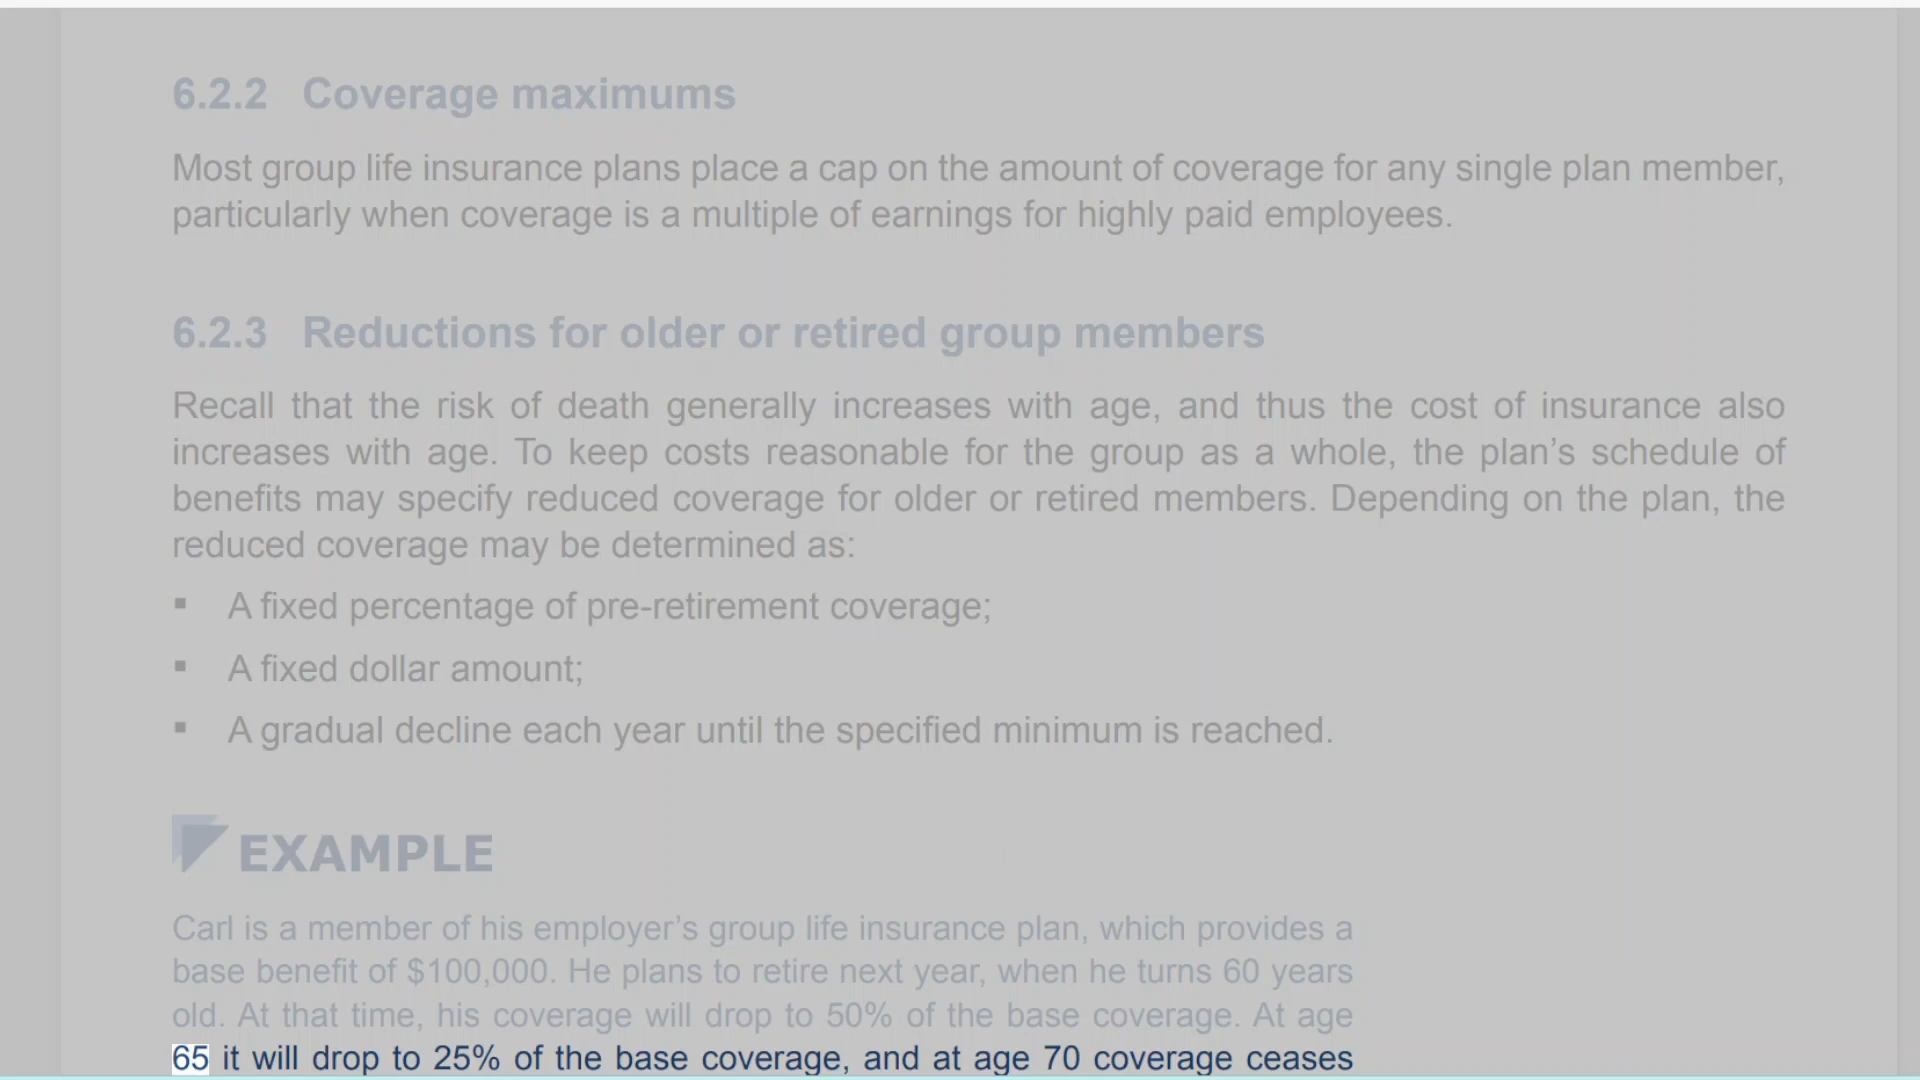 6.2.2 Coverage maximums
Most group life insurance plans place a cap on the amount of coverage for any single plan member,
particularly when coverage is a multiple of earnings for highly paid employees.
6.2.3 Reductions for older or retired group members
Recall that the risk of death generally increases with age, and thus the cost of insurance also
increases with age. To keep costs reasonable for the group as a whole, the plan’s schedule of
benefits may specify reduced coverage for older or retired members. Depending on the plan, the
reduced coverage may be determined as:
▪ A fixed percentage of pre-retirement coverage;
▪ A fixed dollar amount;
▪ A gradual decline each year until the specified minimum is reached.
EXAMPLE
Carl is a member of his employer’s group life insurance plan, which provides a
base benefit of $100,000. He plans to retire next year, when he turns 60 years
old. At that time, his coverage will drop to 50% of the base coverage. At age
65 it will drop to 25% of the base coverage, and at age 70 coverage ceases